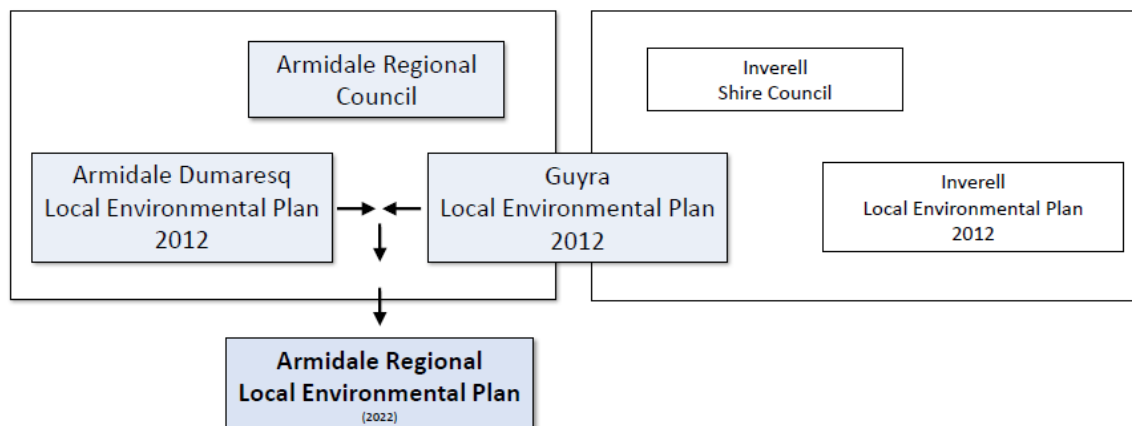 Armidale Regional
Council
Inverell
Shire Council
Armidale Dumaresq
Local Environmental Plan
2012
Guyra
Local Environmental Plan
2012
Inverell
Local Environmental Plan
2012
Armidale Regional
Local Environmental Plan
(2022)